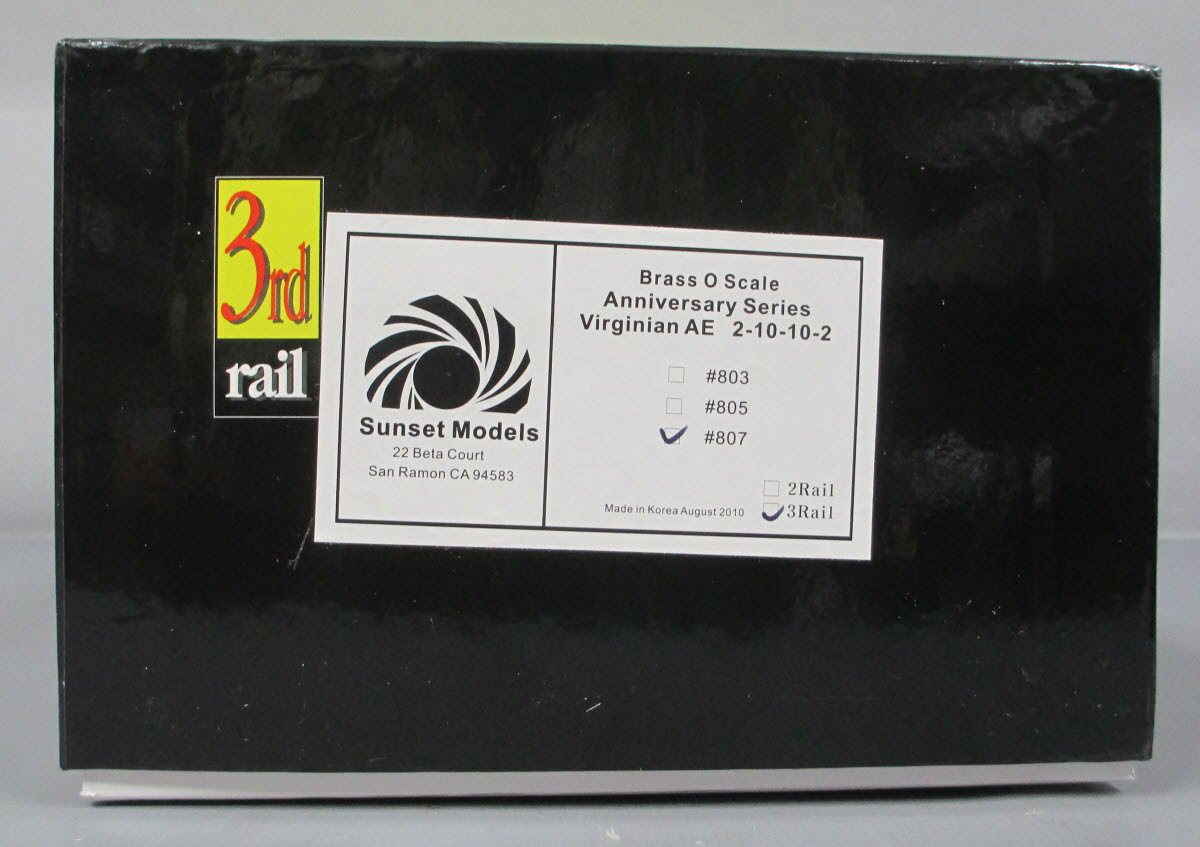 3rd
rail
Sunset Models
22 Beta Court
San Ramon CA 94583
Brass O Scale
Anniversary Series
Virginian AE 2-10-10-2
#803
#805
#807
2Rail
Made in Korea August 2010
3Rail